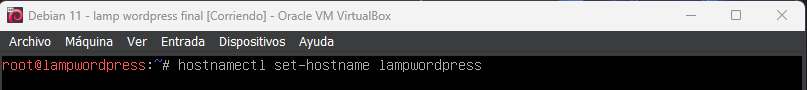 Debian 11 - lamp wordpress final [Corriendo] - Oracle VM VirtualBox
Archivo Máquina Ver Entrada Dispositivos Ayuda
root@lampwordpress:~# hostnamectl set-hostname lampwordpress